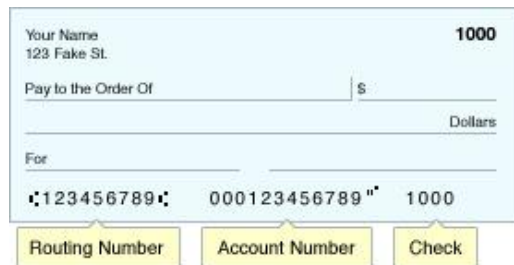 Your Name 1000
123 Fake St.
Pay to the Order Of $
Dollars
For
⑆123456789⑆ 000123456789⑈ 1000
Routing Number Account Number Check